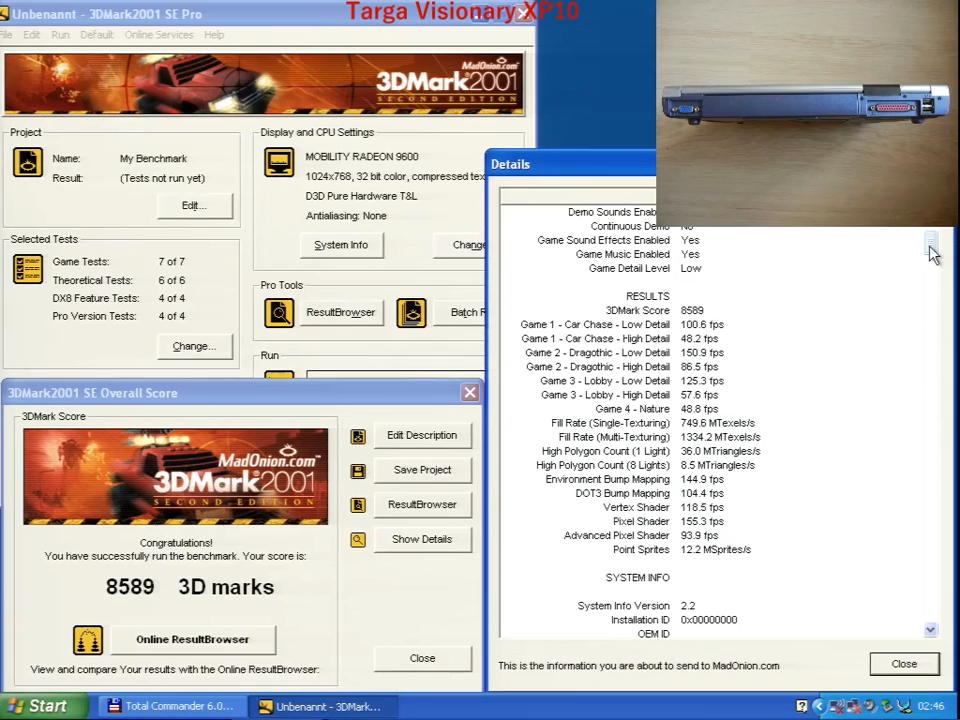 Unbenannt - 3DMark2001 SE Pro
Targa Visionary XP10
File Edit Run Default Online Services Help
MadOnion.com™
3DMARK2001
SECOND EDITION
Project
Name: My Benchmark
Result: (Tests not run yet)
Edit...
Display and CPU Settings
MOBILITY RADEON 9600
1024x768, 32 bit color, compressed tex
D3D Pure Hardware T&L
Antialiasing: None
System Info
Change
Selected Tests
Game Tests: 7 of 7
Theoretical Tests: 6 of 6
DX8 Feature Tests: 4 of 4
Pro Version Tests: 4 of 4
Change...
Pro Tools
ResultBrowser
Batch R
Run
Details
Demo Sounds Enab
Continuous Demo No
Game Sound Effects Enabled Yes
Game Music Enabled Yes
Game Detail Level Low
RESULTS
3DMark Score 8589
Game 1 - Car Chase - Low Detail 100.6 fps
Game 1 - Car Chase - High Detail 48.2 fps
Game 2 - Dragothic - Low Detail 150.9 fps
Game 2 - Dragothic - High Detail 86.5 fps
Game 3 - Lobby - Low Detail 125.3 fps
Game 3 - Lobby - High Detail 57.6 fps
Game 4 - Nature 48.8 fps
Fill Rate (Single-Texturing) 749.6 MTexels/s
Fill Rate (Multi-Texturing) 1334.2 MTexels/s
High Polygon Count (1 Light) 36.0 MTriangles/s
High Polygon Count (8 Lights) 8.5 MTriangles/s
Environment Bump Mapping 144.9 fps
DOT3 Bump Mapping 104.4 fps
Vertex Shader 118.5 fps
Pixel Shader 155.3 fps
Advanced Pixel Shader 93.9 fps
Point Sprites 12.2 MSprites/s
SYSTEM INFO
System Info Version 2.2
Installation ID 0x00000000
OEM ID
This is the information you are about to send to MadOnion.com
Close
3DMark2001 SE Overall Score
3DMark Score
MadOnion.com™
3DMARK2001
SECOND EDITION
Edit Description
Save Project
ResultBrowser
Show Details
Congratulations!
You have successfully run the benchmark. Your score is:
8589 3D marks
Online ResultBrowser
View and compare Your results with the Online ResultBrowser:
Close
Start
Total Commander 6.0...
Unbenannt - 3DMark...
02:46